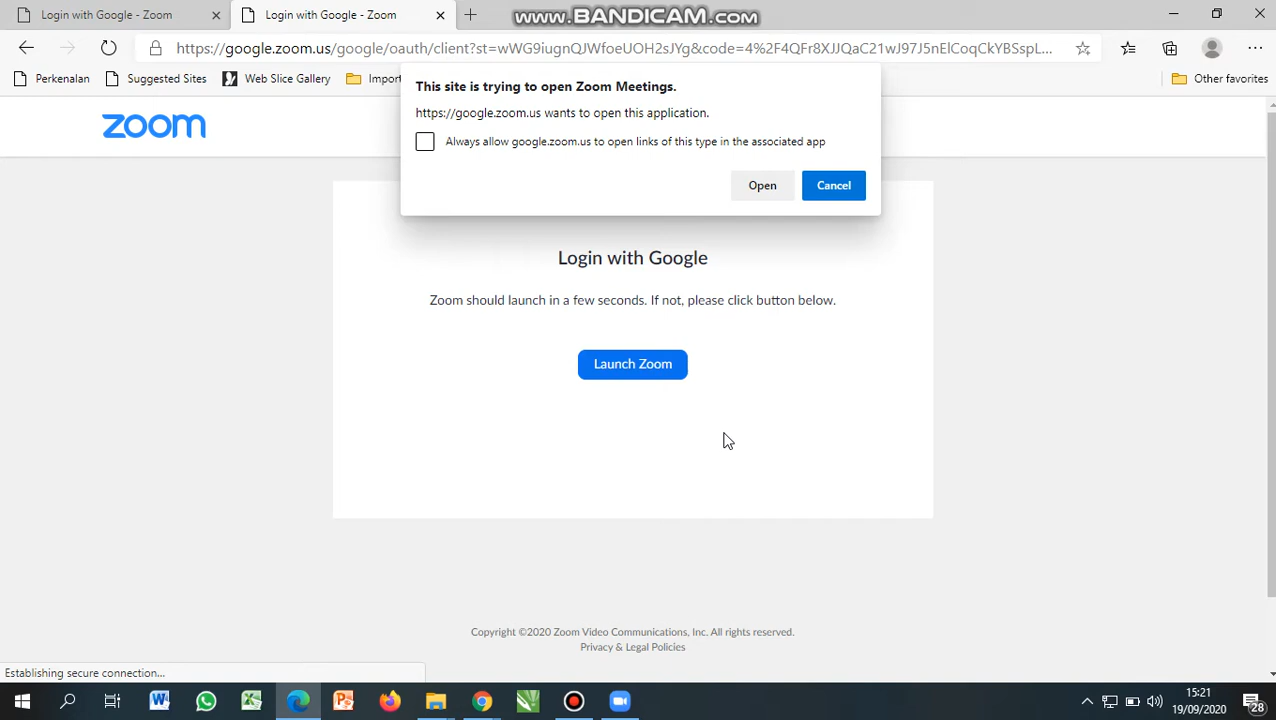 Login with Google - Zoom
Login with Google - Zoom
www.BANDICAM.com
https://google.zoom.us/google/oauth/client?st=wWG9iugnQJWfoeUOH2sJYg&code=4%2F4QFr8XJJQaC21wJ97J5nElCoqCkYBSspL...
Perkenalan
Suggested Sites
Web Slice Gallery
Import
Other favorites
This site is trying to open Zoom Meetings.
https://google.zoom.us wants to open this application.
Always allow google.zoom.us to open links of this type in the associated app
Open
Cancel
zoom
Login with Google
Zoom should launch in a few seconds. If not, please click button below.
Launch Zoom
Copyright ©2020 Zoom Video Communications, Inc. All rights reserved.
Privacy & Legal Policies
Establishing secure connection...
15:21
19/09/2020
28